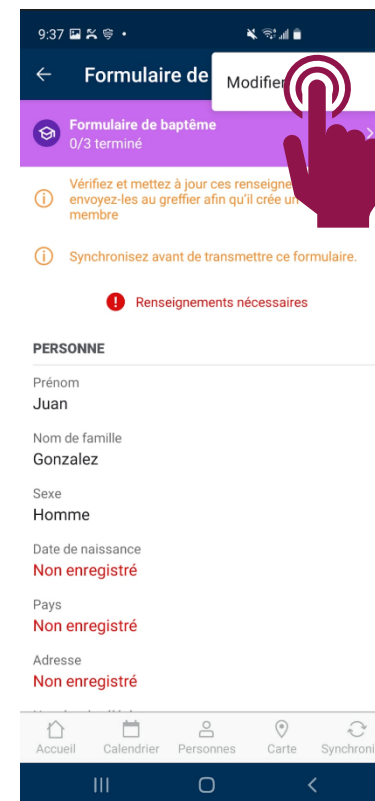 9:37
Formulaire de
Modifier
Formulaire de baptême
0/3 terminé
Vérifiez et mettez à jour ces
envoyez-les au greffier afin qu'il crée un
membre
Synchronisez avant de transmettre ce formulaire.
Renseignements nécessaires
PERSONNE
Prénom
Juan
Nom de famille
Gonzalez
Sexe
Homme
Date de naissance
Non enregistré
Pays
Non enregistré
Adresse
Non enregistré
Accueil Calendrier Personnes Carte Synchroni